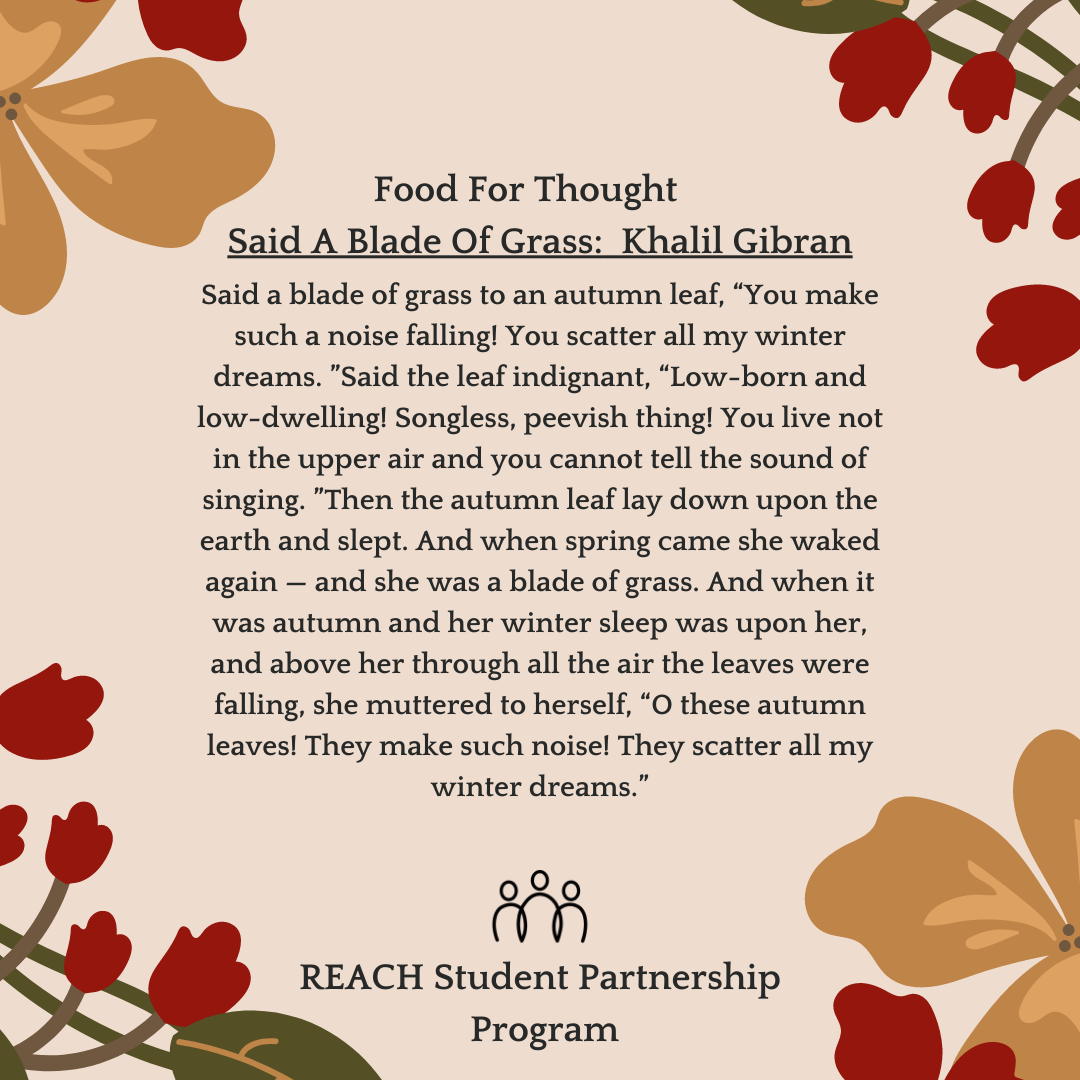 Food For Thought
Said A Blade Of Grass:  Khalil Gibran
Said a blade of grass to an autumn leaf, “You make
such a noise falling! You scatter all my winter
dreams. ”Said the leaf indignant, “Low-born and
low-dwelling! Songless, peevish thing! You live not
in the upper air and you cannot tell the sound of
singing. ”Then the autumn leaf lay down upon the
earth and slept. And when spring came she waked
again — and she was a blade of grass. And when it
was autumn and her winter sleep was upon her,
and above her through all the air the leaves were
falling, she muttered to herself, “O these autumn
leaves! They make such noise! They scatter all my
winter dreams.”
REACH Student Partnership
Program